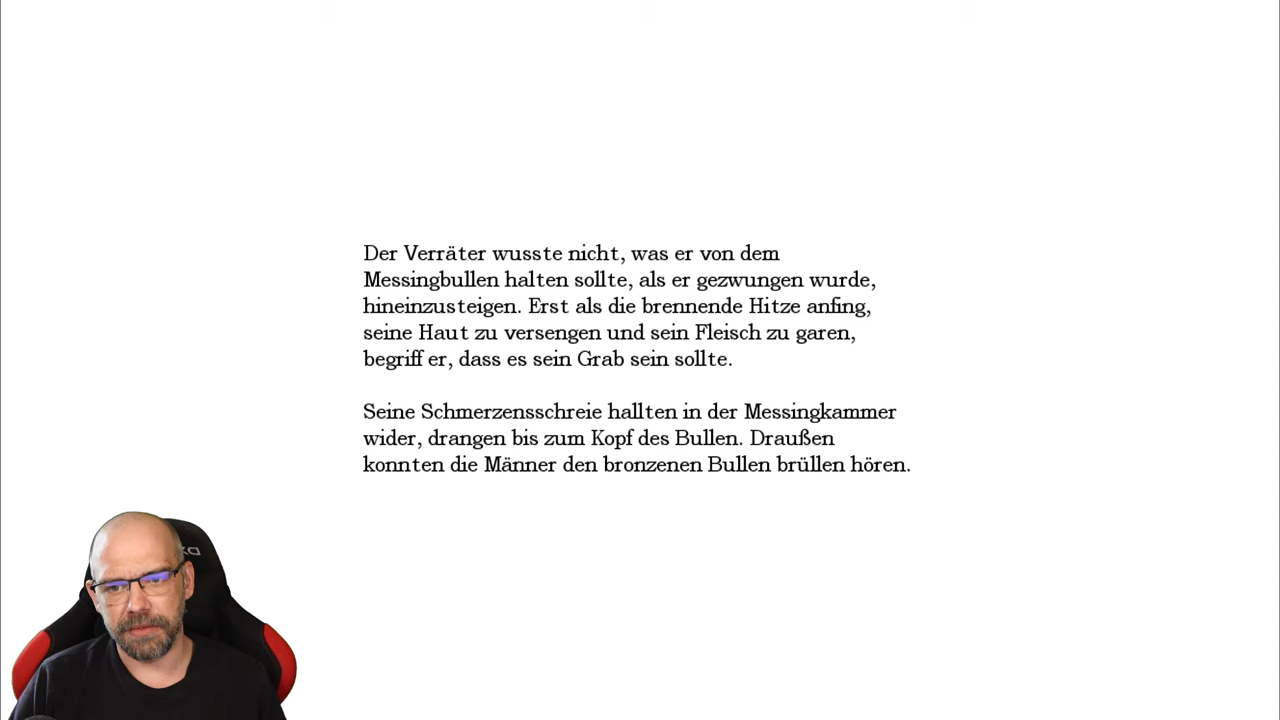 Der Verräter wusste nicht, was er von dem
Messingbullen halten sollte, als er gezwungen wurde,
hineinzusteigen. Erst als die brennende Hitze anfing,
seine Haut zu versengen und sein Fleisch zu garen,
begriff er, dass es sein Grab sein sollte.
Seine Schmerzensschreie hallten in der Messingkammer
wider, drangen bis zum Kopf des Bullen. Draußen
konnten die Männer den bronzenen Bullen brüllen hören.